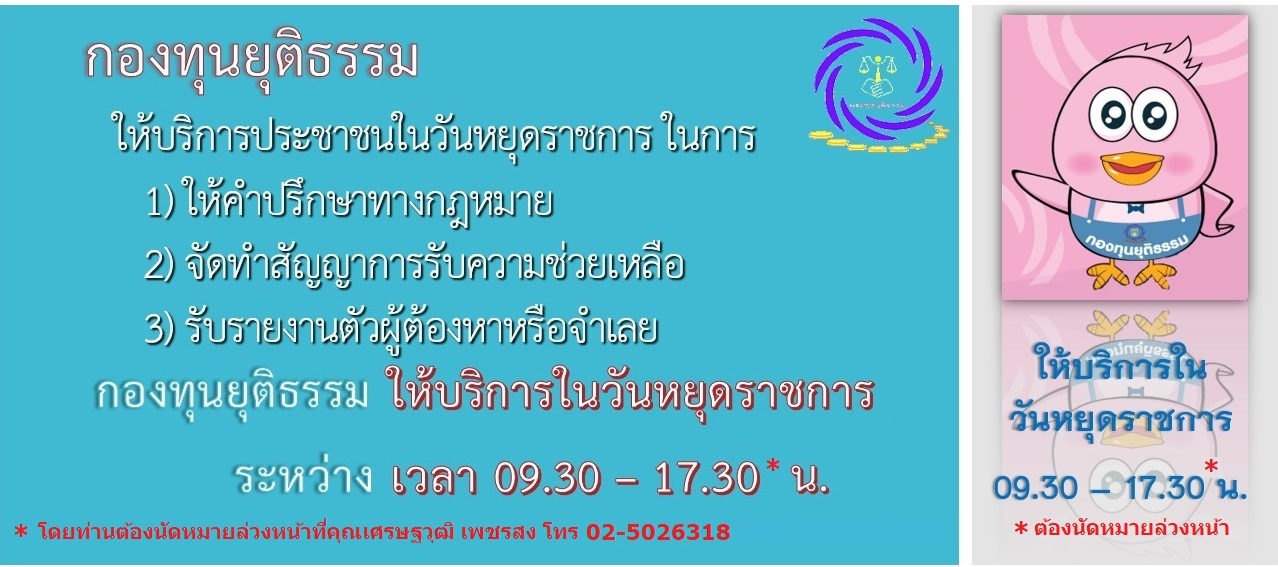 กองทุนยุติธรรม
ให้บริการประชาชนในวันหยุดราชการ ในการ
1) ให้คำปรึกษาทางกฎหมาย
2) จัดทำสัญญาการรับความช่วยเหลือ
3) รับรายงานตัวผู้ต้องหาหรือจำเลย
กองทุนยุติธรรม ให้บริการในวันหยุดราชการ
ระหว่าง เวลา 09.30 – 17.30* น.
* โดยท่านต้องนัดหมายล่วงหน้าที่คุณเศรษฐวุฒิ เพชรสง โทร 02-5026318
กองทุนยุติธรรม
ให้บริการใน
วันหยุดราชการ
09.30 – 17.30* น.
* ต้องนัดหมายล่วงหน้า